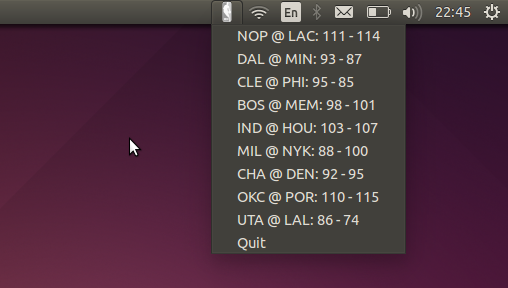 En 22:45
NOP @ LAC: 111 - 114
DAL @ MIN: 93 - 87
CLE @ PHI: 95 - 85
BOS @ MEM: 98 - 101
IND @ HOU: 103 - 107
MIL @ NYK: 88 - 100
CHA @ DEN: 92 - 95
OKC @ POR: 110 - 115
UTA @ LAL: 86 - 74
Quit